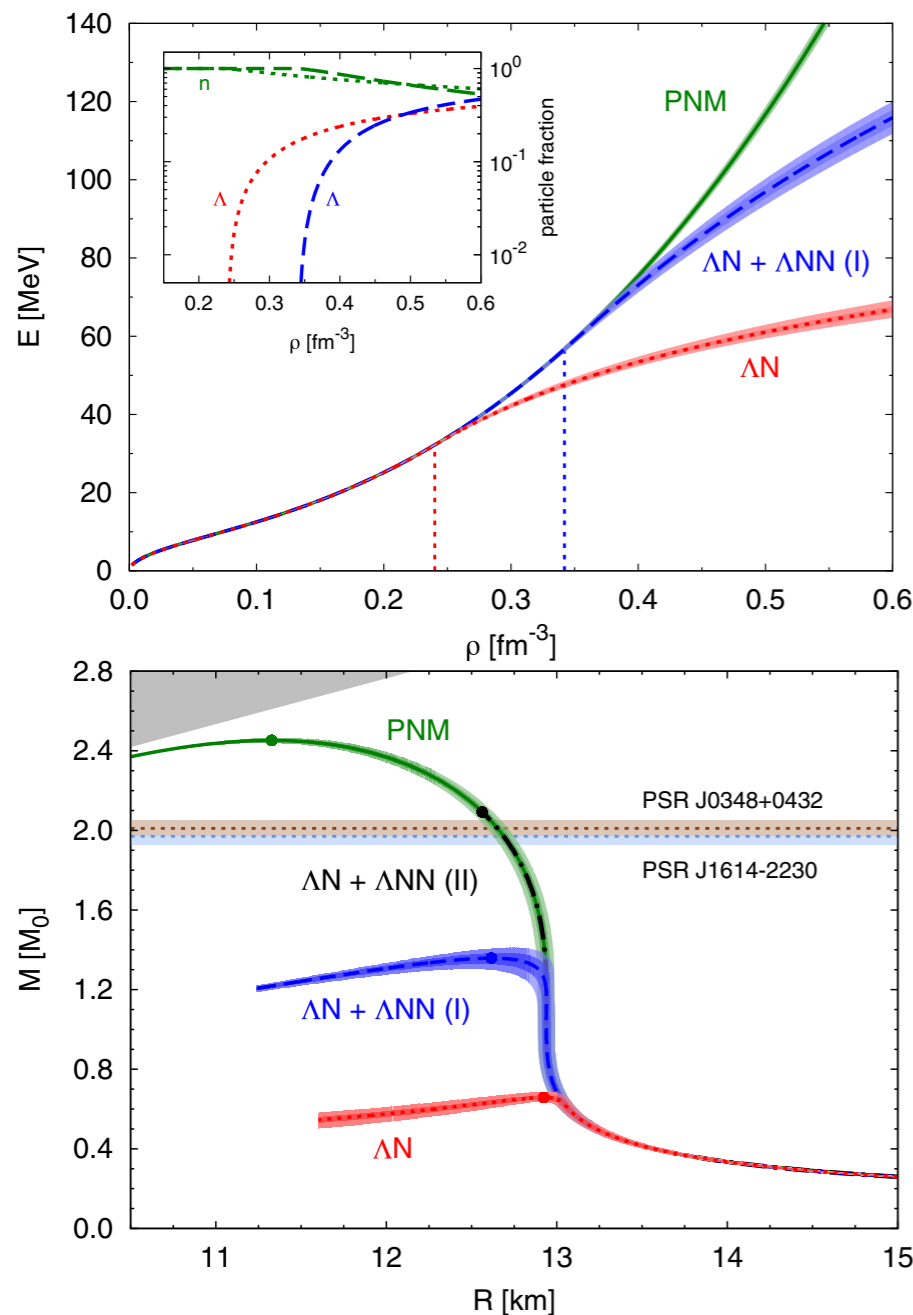 E [MeV]
140
120
100
80
60
40
20
0
0.0 0.1 0.2 0.3 0.4 0.5 0.6
ρ [fm⁻³]
PNM
ΛN + ΛNN (I)
ΛN
n
Λ
Λ
10⁰
10⁻¹
10⁻²
particle fraction
0.2 0.3 0.4 0.5 0.6
ρ [fm⁻³]
M [M₀]
2.8
2.4
2.0
1.6
1.2
0.8
0.4
0.0
11 12 13 14 15
R [km]
PNM
PSR J0348+0432
PSR J1614-2230
ΛN + ΛNN (II)
ΛN + ΛNN (I)
ΛN